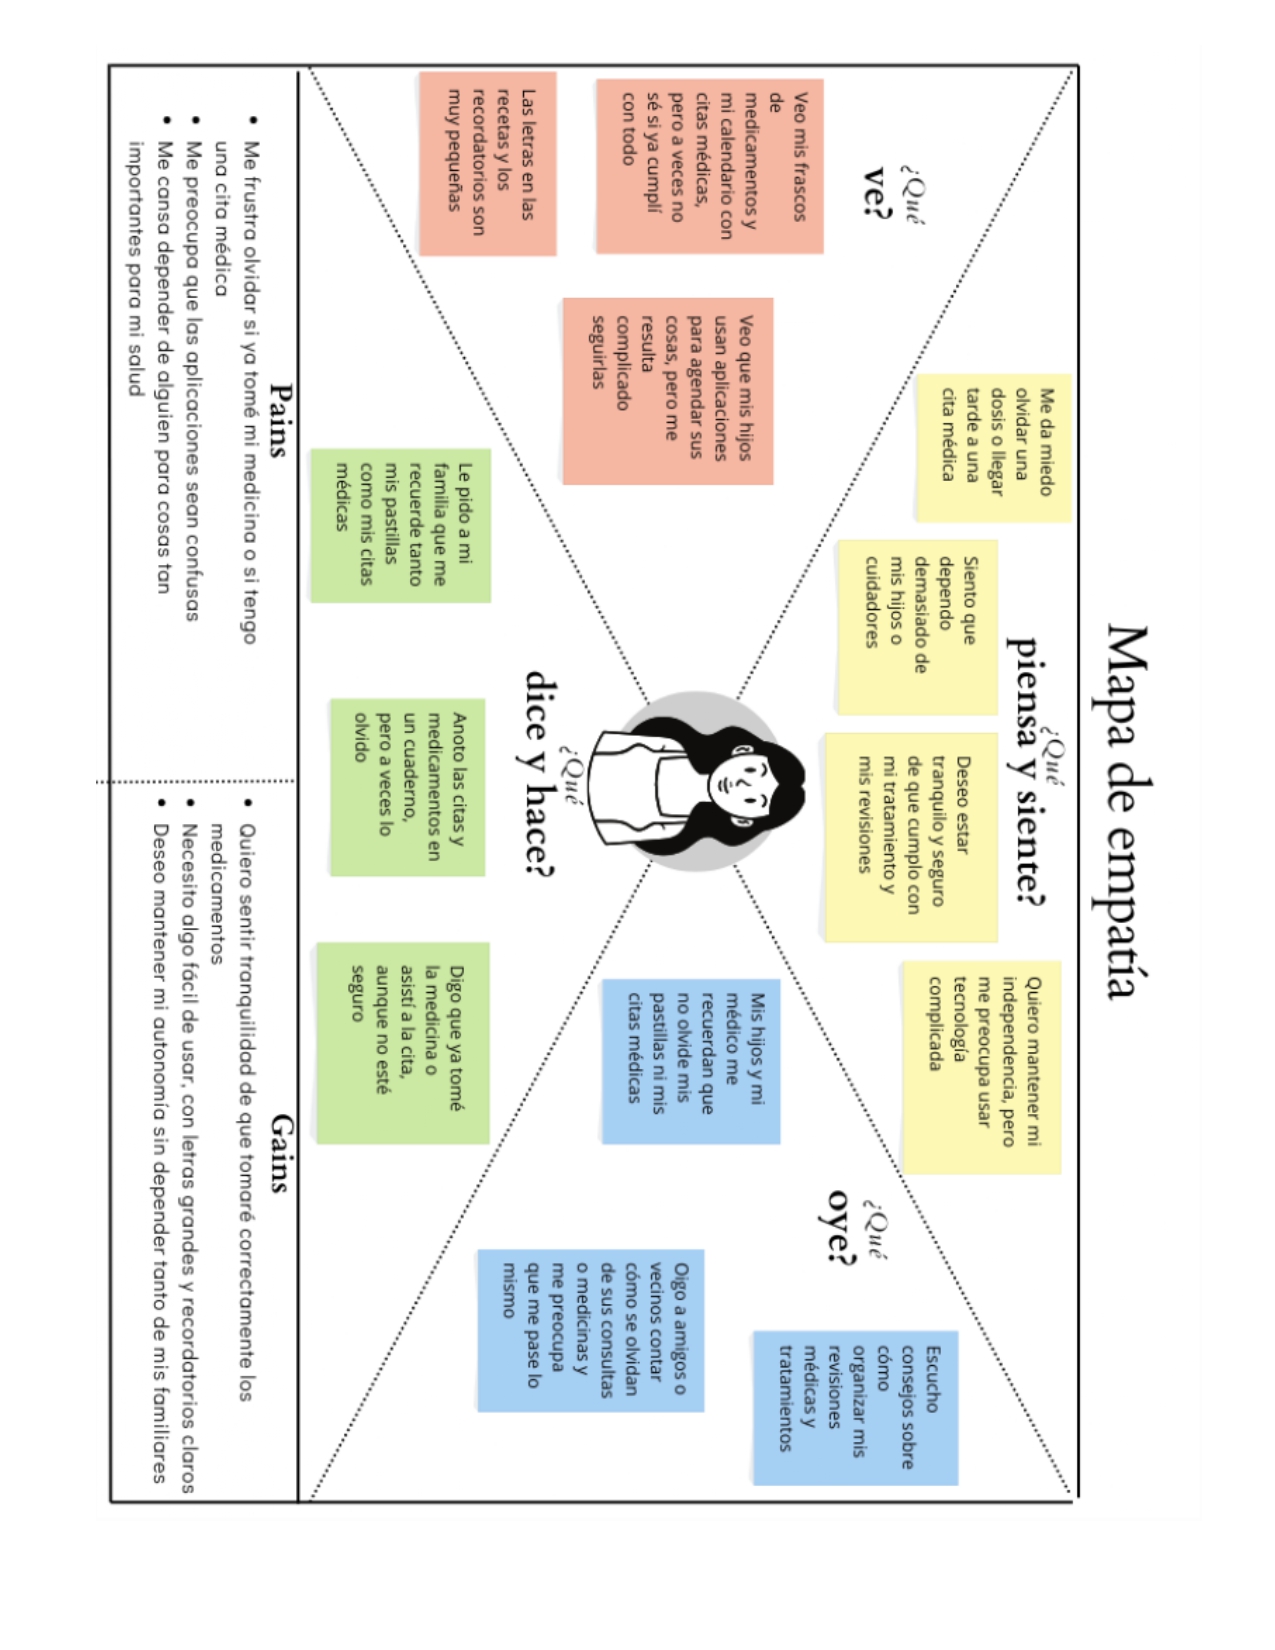 Mapa de empatía
¿Qué
piensa y siente?
Me da miedo
olvidar una
dosis o llegar
tarde a una
cita médica
Siento que
dependo
demasiado de
mis hijos o
cuidadores
Deseo estar
tranquilo y seguro
de que cumplo con
mi tratamiento y
mis revisiones
Quiero mantener mi
independencia, pero
me preocupa usar
tecnología
complicada
¿Qué
ve?
Veo mis frascos
de
medicamentos y
mi calendario con
citas médicas,
pero a veces no
sé si ya cumplí
con todo
Veo que mis hijos
usan aplicaciones
para agendar sus
cosas, pero me
resulta
complicado
seguirlas
Las letras en las
recetas y los
recordatorios son
muy pequeñas
¿Qué
oye?
Mis hijos y mi
médico me
recuerdan que
no olvide mis
pastillas ni mis
citas médicas
Escucho
consejos sobre
cómo
organizar mis
revisiones
médicas y
tratamientos
Oigo a amigos o
vecinos contar
cómo se olvidan
de sus consultas
o medicinas y
me preocupa
que me pase lo
mismo
¿Qué
dice y hace?
Le pido a mi
familia que me
recuerde tanto
mis pastillas
como mis citas
médicas
Anoto las citas y
medicamentos en
un cuaderno,
pero a veces lo
olvido
Digo que ya tomé
la medicina o
asistí a la cita,
aunque no esté
seguro
Pains
• Me frustra olvidar si ya tomé mi medicina o si tengo
una cita médica
• Me preocupa que las aplicaciones sean confusas
• Me cansa depender de alguien para cosas tan
importantes para mi salud
Gains
• Quiero sentir tranquilidad de que tomaré correctamente los
medicamentos
• Necesito algo fácil de usar, con letras grandes y recordatorios claros
• Deseo mantener mi autonomía sin depender tanto de mis familiares